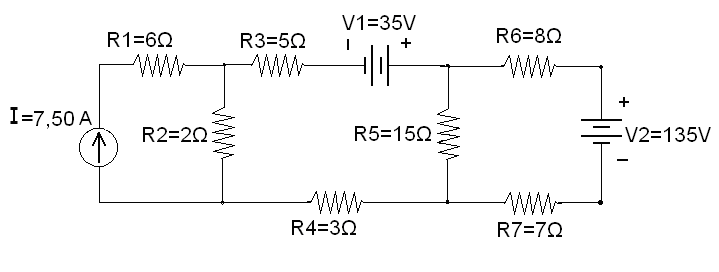 V1=35V
R1=6Ω
R3=5Ω
- +
R6=8Ω
I=7,50 A
R2=2Ω
R5=15Ω
+
V2=135V
-
R4=3Ω
R7=7Ω